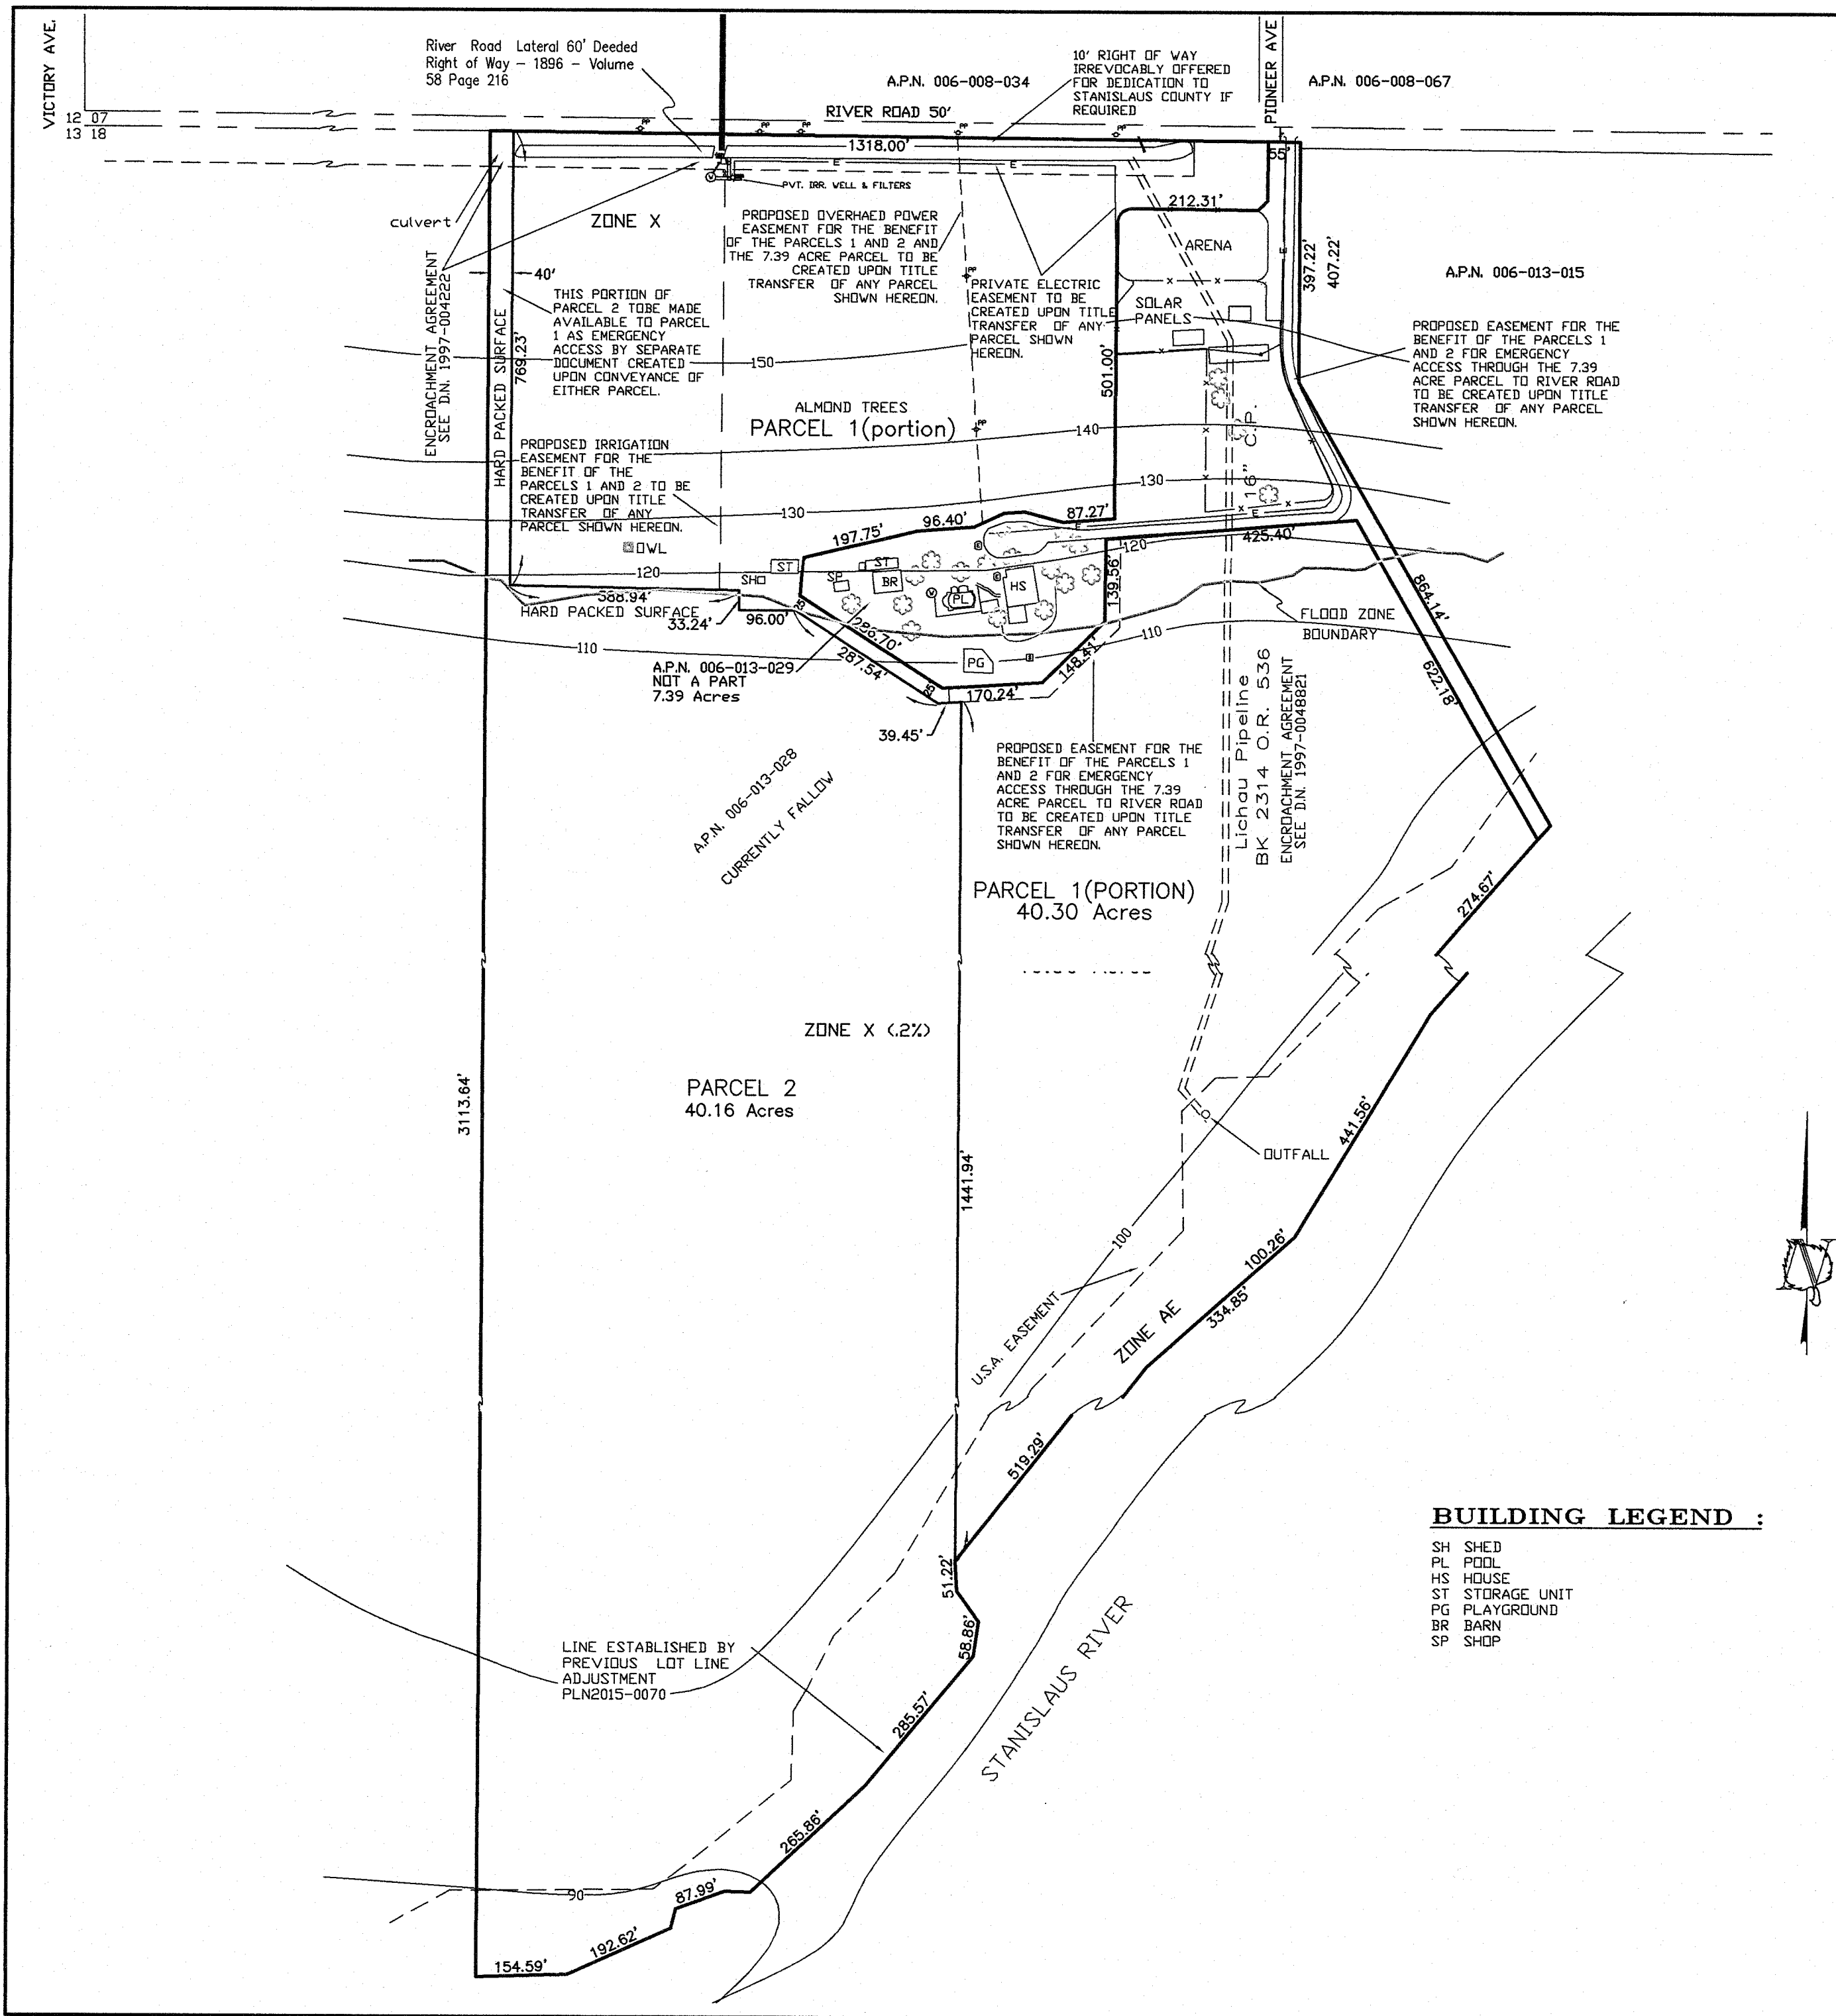 VICTORY AVE.
12 07
13 18
River Road Lateral 60' Deeded
Right of Way - 1896 - Volume
58 Page 216
A.P.N. 006-008-034
10' RIGHT OF WAY
IRREVOCABLY OFFERED
FOR DEDICATION TO
STANISLAUS COUNTY IF
REQUIRED
PIONEER AVE
A.P.N. 006-008-067
RIVER ROAD 50'
PP
PP
PP
PP
PP
1318.00'
55'
E
E
PVT. IRR. WELL & FILTERS
culvert
ZONE X
ENCROACHMENT AGREEMENT
SEE D.N. 1997-004222
40'
HARD PACKED SURFACE
769.23'
THIS PORTION OF
PARCEL 2 TOBE MADE
AVAILABLE TO PARCEL
1 AS EMERGENCY
ACCESS BY SEPARATE
DOCUMENT CREATED
UPON CONVEYANCE OF
EITHER PARCEL.
PROPOSED OVERHAED POWER
EASEMENT FOR THE BENEFIT
OF THE PARCELS 1 AND 2 AND
THE 7.39 ACRE PARCEL TO BE
CREATED UPON TITLE
TRANSFER OF ANY PARCEL
SHOWN HEREON.
PP
PRIVATE ELECTRIC
EASEMENT TO BE
CREATED UPON TITLE
TRANSFER OF ANY
PARCEL SHOWN
HEREON.
212.31'
ARENA
SOLAR
PANELS
E
397.22'
407.22'
A.P.N. 006-013-015
PROPOSED EASEMENT FOR THE
BENEFIT OF THE PARCELS 1
AND 2 FOR EMERGENCY
ACCESS THROUGH THE 7.39
ACRE PARCEL TO RIVER ROAD
TO BE CREATED UPON TITLE
TRANSFER OF ANY PARCEL
SHOWN HEREON.
150
501.00'
ALMOND TREES
PARCEL 1(portion)
PP
140
16" C.P.
PROPOSED IRRIGATION
EASEMENT FOR THE
BENEFIT OF THE
PARCELS 1 AND 2 TO BE
CREATED UPON TITLE
TRANSFER OF ANY
PARCEL SHOWN HEREON.
130
130
OWL
197.75'
96.40'
87.27'
E
E
425.40'
120
120
SH
ST
SP
ST
BR
PL
HS
139.56'
588.94'
HARD PACKED SURFACE
33.24'
96.00'
25'
286.70'
287.54'
25'
110
110
PG
148.41'
170.24'
39.45'
FLOOD ZONE
BOUNDARY
864.14'
622.18'
A.P.N. 006-013-029
NOT A PART
7.39 Acres
A.P.N. 006-013-028
CURRENTLY FALLOW
PROPOSED EASEMENT FOR THE
BENEFIT OF THE PARCELS 1
AND 2 FOR EMERGENCY
ACCESS THROUGH THE 7.39
ACRE PARCEL TO RIVER ROAD
TO BE CREATED UPON TITLE
TRANSFER OF ANY PARCEL
SHOWN HEREON.
Lichau Pipeline
BK 2314 O.R. 536
ENCROACHMENT AGREEMENT
SEE D.N. 1997-0048821
PARCEL 1(PORTION)
40.30 Acres
274.67'
ZONE X (.2%)
PARCEL 2
40.16 Acres
3113.64'
1441.94'
OUTFALL
441.56'
100
100.26'
334.85'
U.S.A. EASEMENT
ZONE AE
N
519.29'
51.22'
58.86'
BUILDING LEGEND :
SH SHED
PL POOL
HS HOUSE
ST STORAGE UNIT
PG PLAYGROUND
BR BARN
SP SHOP
LINE ESTABLISHED BY
PREVIOUS LOT LINE
ADJUSTMENT
PLN2015-0070
285.57'
STANISLAUS RIVER
265.86'
90
87.99'
192.62'
154.59'